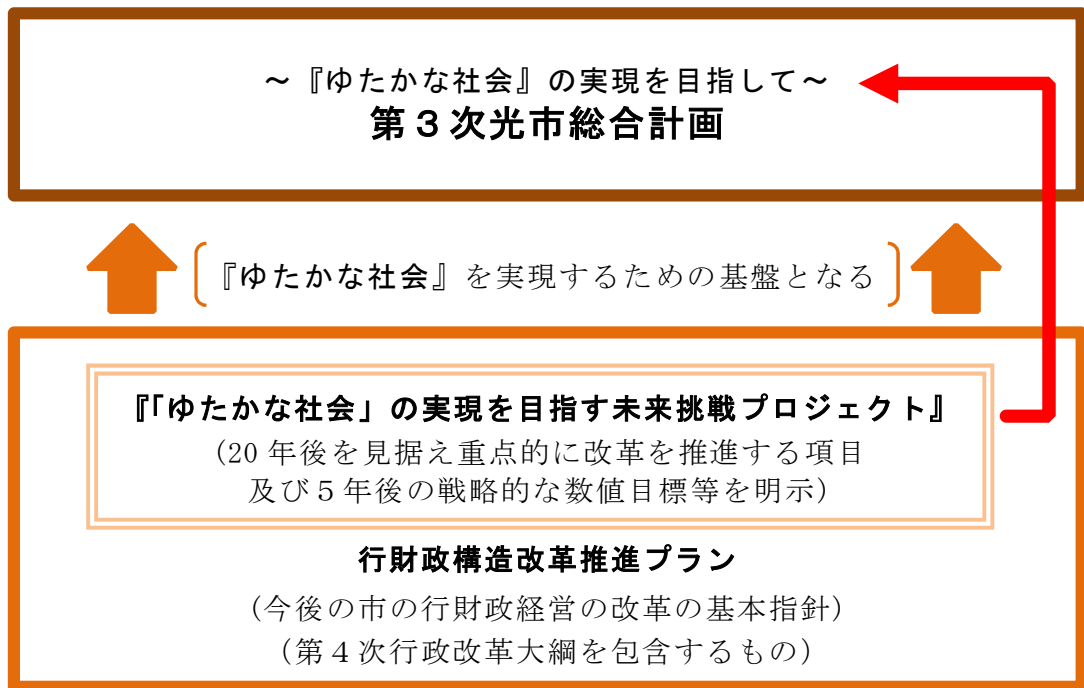 ～『ゆたかな社会』の実現を目指して～
第３次光市総合計画
『ゆたかな社会』を実現するための基盤となる
『「ゆたかな社会」の実現を目指す未来挑戦プロジェクト』
(20 年後を見据え重点的に改革を推進する項目
及び５年後の戦略的な数値目標等を明示)
行財政構造改革推進プラン
(今後の市の行財政経営の改革の基本指針)
(第４次行政改革大綱を包含するもの)